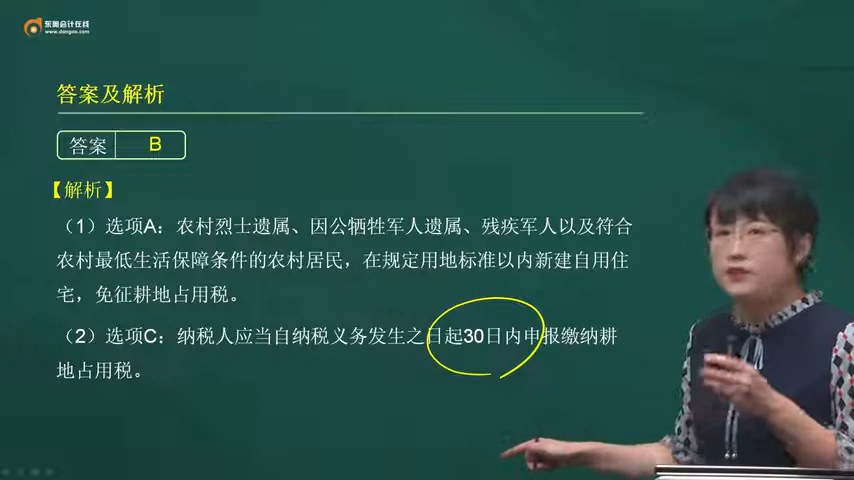 东奥会计在线
www.dongao.com
答案及解析
答案 B
【解析】
（1）选项A：农村烈士遗属、因公牺牲军人遗属、残疾军人以及符合
农村最低生活保障条件的农村居民，在规定用地标准以内新建自用住
宅，免征耕地占用税。
（2）选项C：纳税人应当自纳税义务发生之日起30日内申报缴纳耕
地占用税。